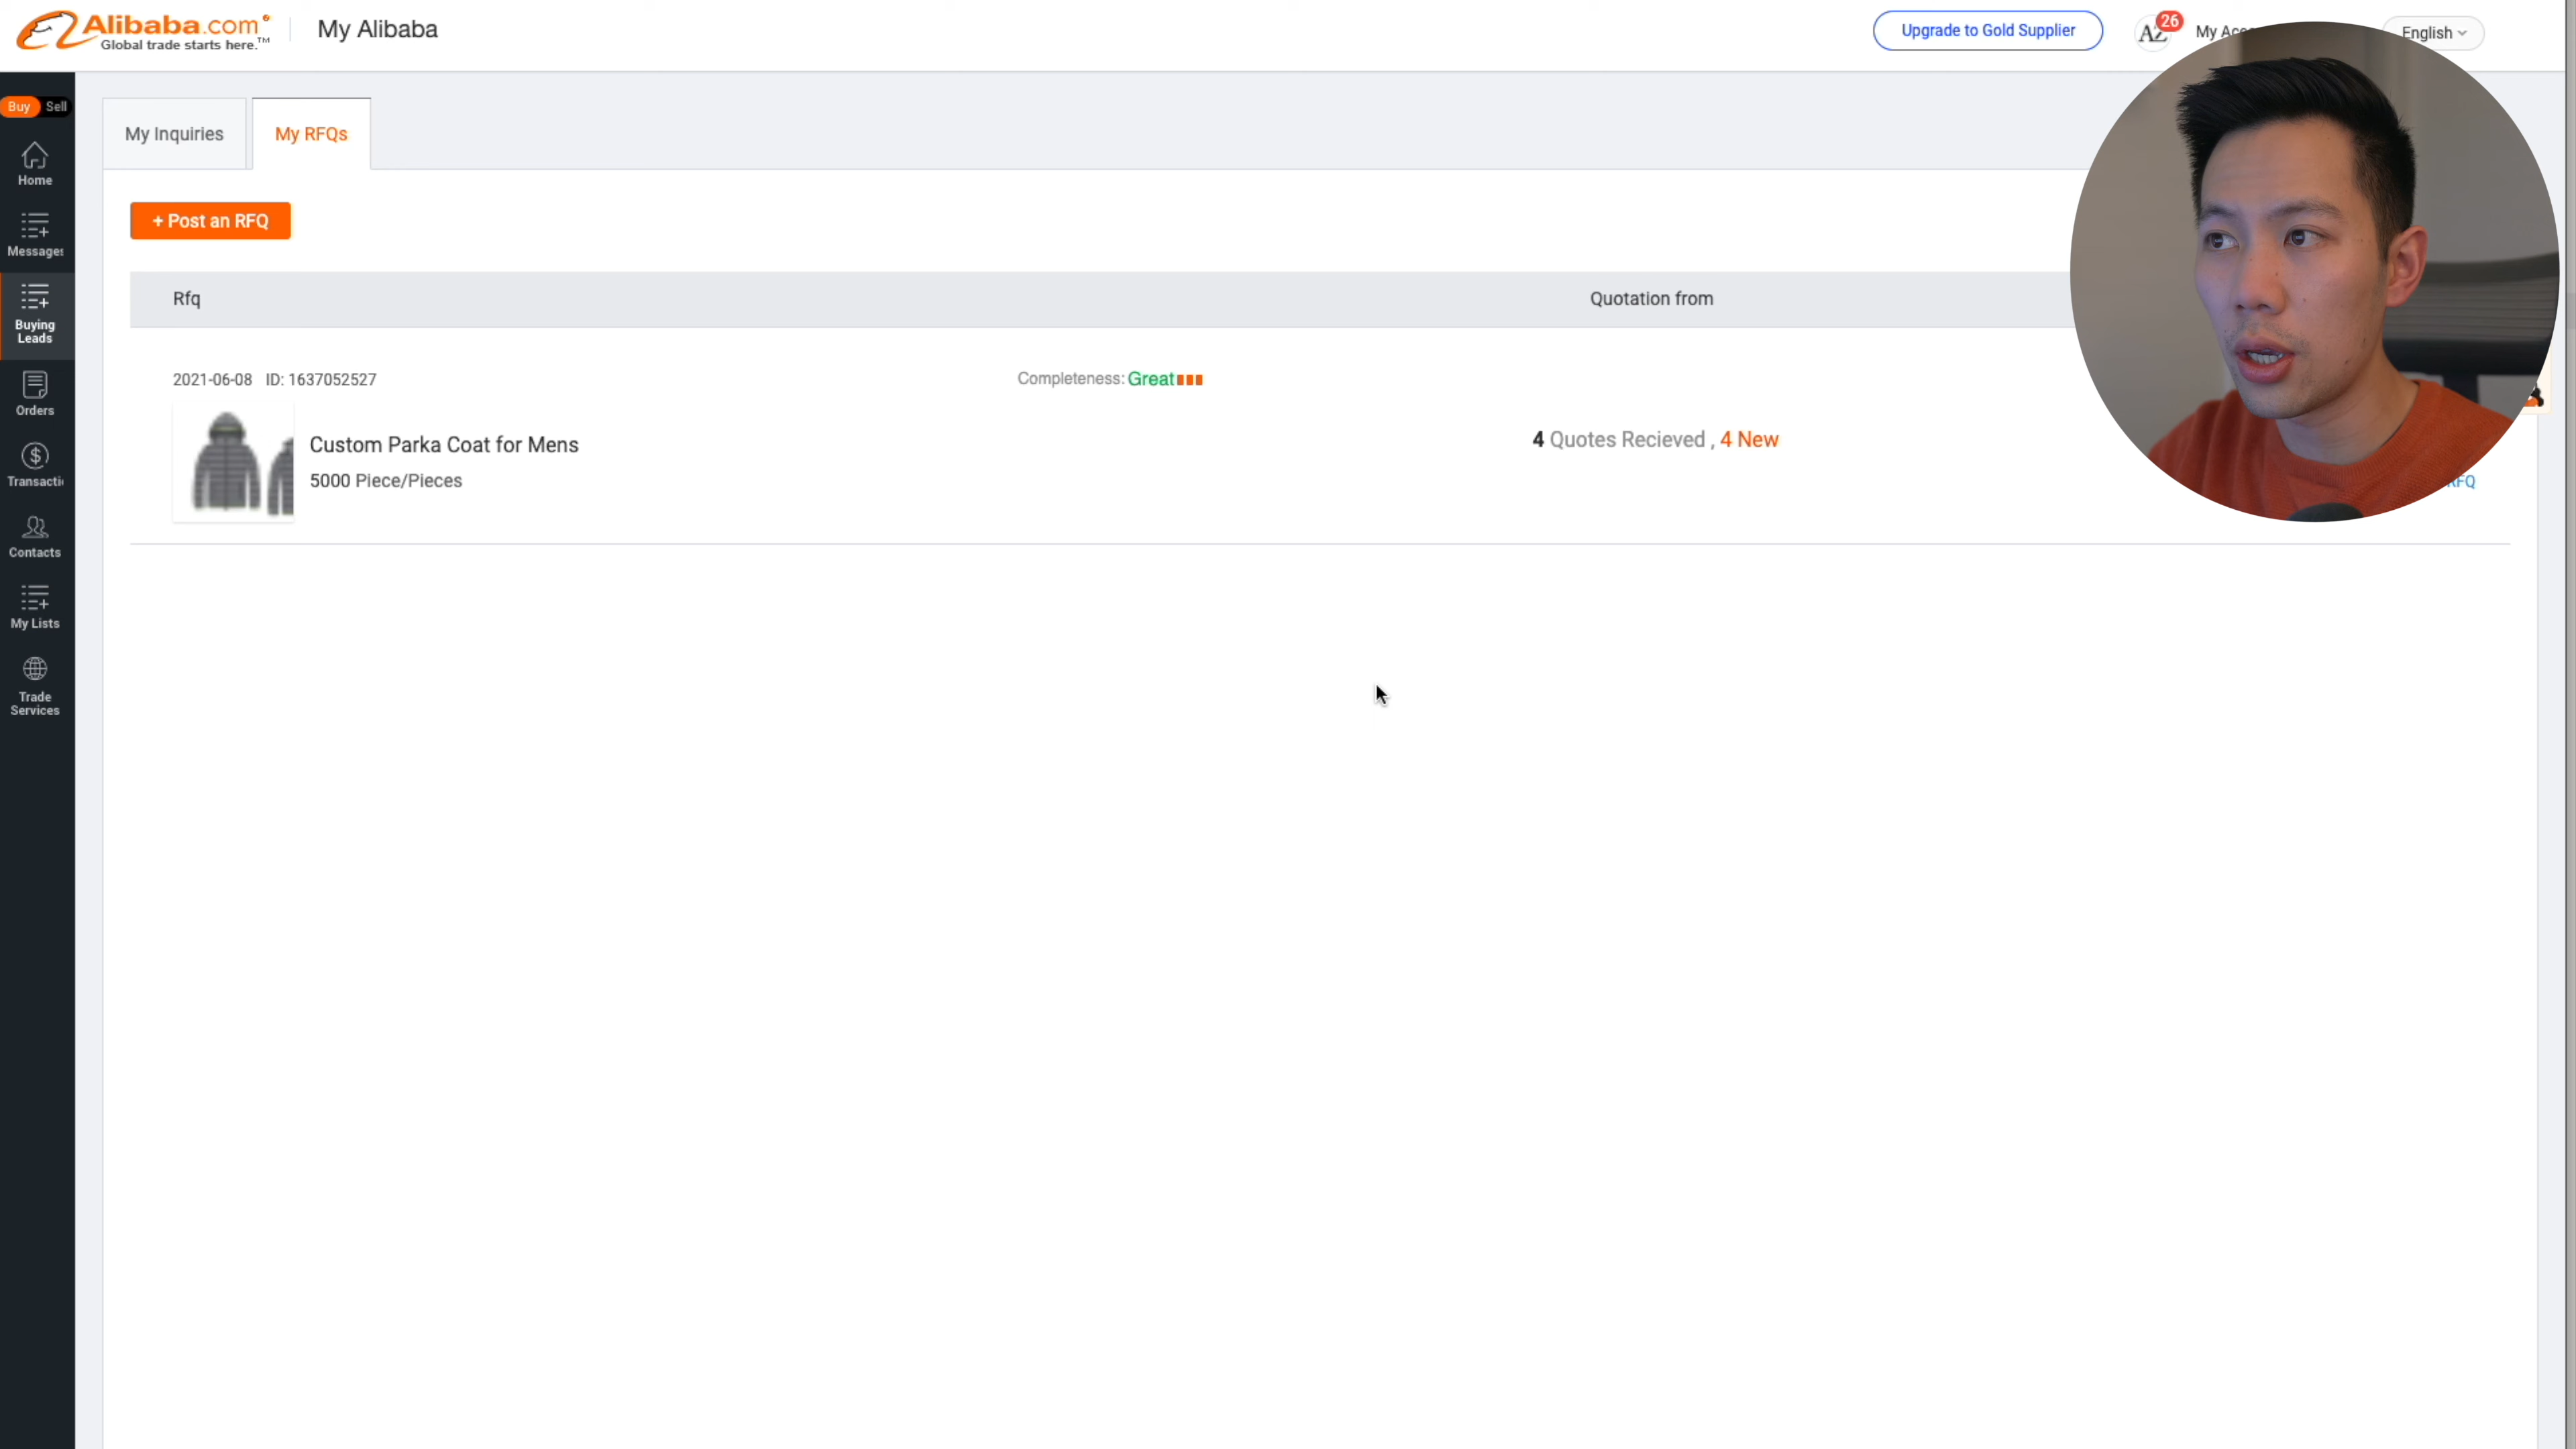 Alibaba.com
Global trade starts here.™
My Alibaba
Upgrade to Gold Supplier
26
My
English
Buy Sell
Home
Messages
Buying
Leads
Orders
Transacti
Contacts
My Lists
Trade
Services
My Inquiries
My RFQs
+ Post an RFQ
Rfq
Quotation from
2021-06-08 ID: 1637052527
Completeness: Great
Custom Parka Coat for Mens
5000 Piece/Pieces
4 Quotes Recieved , 4 New
RFQ